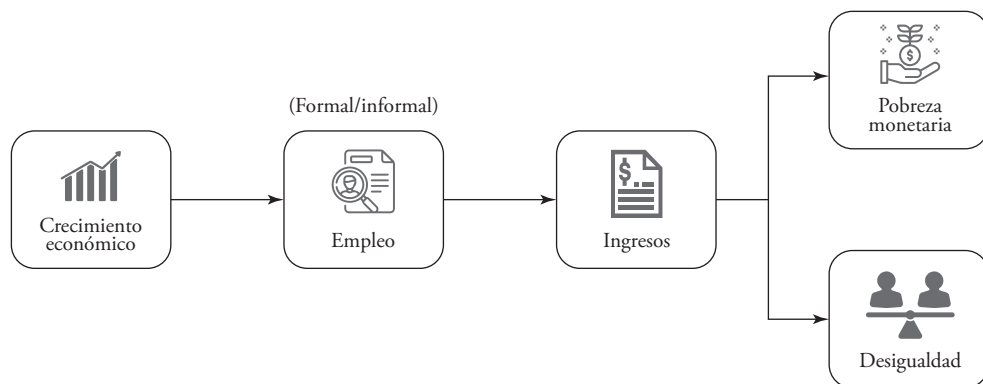 Crecimiento
económico
(Formal/informal)
Empleo
$
Ingresos
$
Pobreza
monetaria
Desigualdad